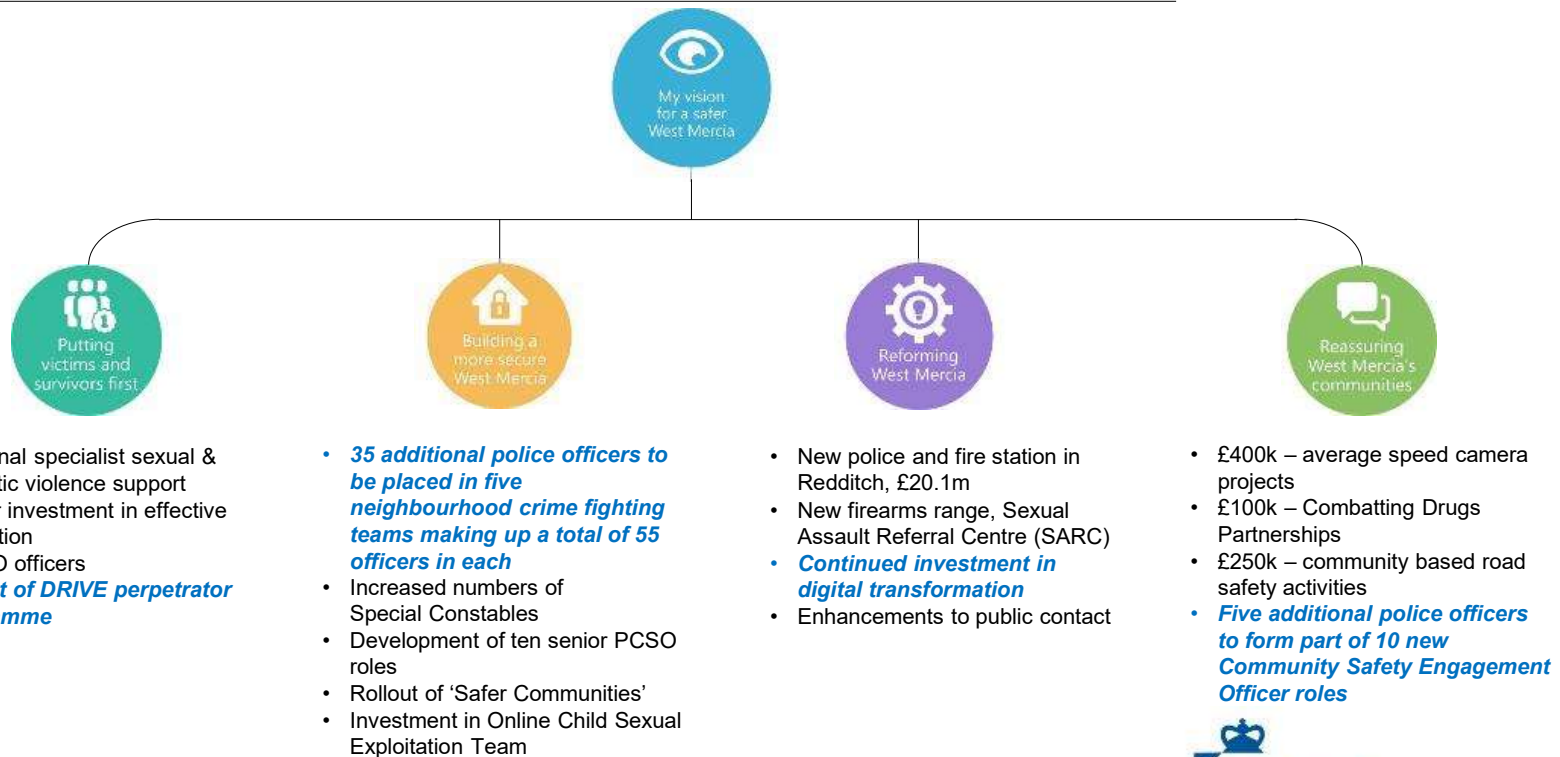 My vision
for a safer
West Mercia
Putting
victims and
survivors first
specialist sexual &
violence support
investment in effective
officers
of DRIVE perpetrator
Building a
more secure
West Mercia
• 35 additional police officers to
be placed in five
neighbourhood crime fighting
teams making up a total of 55
officers in each
• Increased numbers of
Special Constables
• Development of ten senior PCSO
roles
• Rollout of ‘Safer Communities’
• Investment in Online Child Sexual
Exploitation Team
Reforming
West Mercia
• New police and fire station in
Redditch, £20.1m
• New firearms range, Sexual
Assault Referral Centre (SARC)
• Continued investment in
digital transformation
• Enhancements to public contact
Reassuring
West Mercia's
communities
• £400k – average speed camera
projects
• £100k – Combatting Drugs
Partnerships
• £250k – community based road
safety activities
• Five additional police officers
to form part of 10 new
Community Safety Engagement
Officer roles